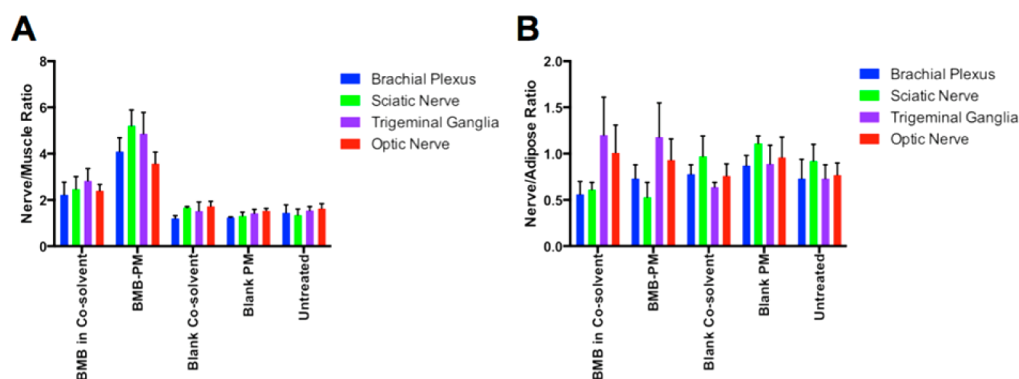 A
Nerve/Muscle Ratio
8
6
4
2
0
BMB in Co-solvent
BMB-PM
Blank Co-solvent
Blank PM
Untreated
Brachial Plexus
Sciatic Nerve
Trigeminal Ganglia
Optic Nerve
B
Nerve/Adipose Ratio
2.0
1.5
1.0
0.5
0.0
BMB in Co-solvent
BMB-PM
Blank Co-solvent
Blank PM
Untreated
Brachial Plexus
Sciatic Nerve
Trigeminal Ganglia
Optic Nerve